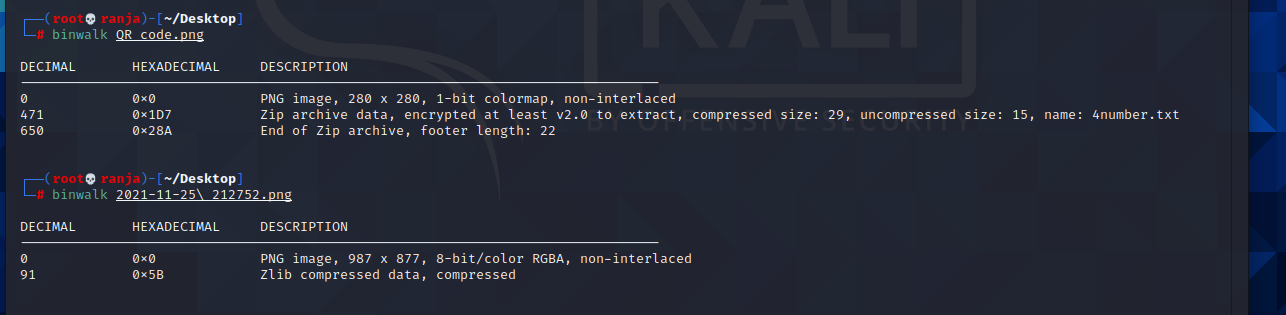 ┌──(root💀ranja)-[~/Desktop]
└─# binwalk QR_code.png
DECIMAL HEXADECIMAL DESCRIPTION
--------------------------------------------------------------------------------
0 0x0 PNG image, 280 x 280, 1-bit colormap, non-interlaced
471 0x1D7 Zip archive data, encrypted at least v2.0 to extract, compressed size: 29, uncompressed size: 15, name: 4number.txt
650 0x28A End of Zip archive, footer length: 22
┌──(root💀ranja)-[~/Desktop]
└─# binwalk 2021-11-25\ 212752.png
DECIMAL HEXADECIMAL DESCRIPTION
--------------------------------------------------------------------------------
0 0x0 PNG image, 987 x 877, 8-bit/color RGBA, non-interlaced
91 0x5B Zlib compressed data, compressed
KALI
BY OFFENSIVE SECURITY